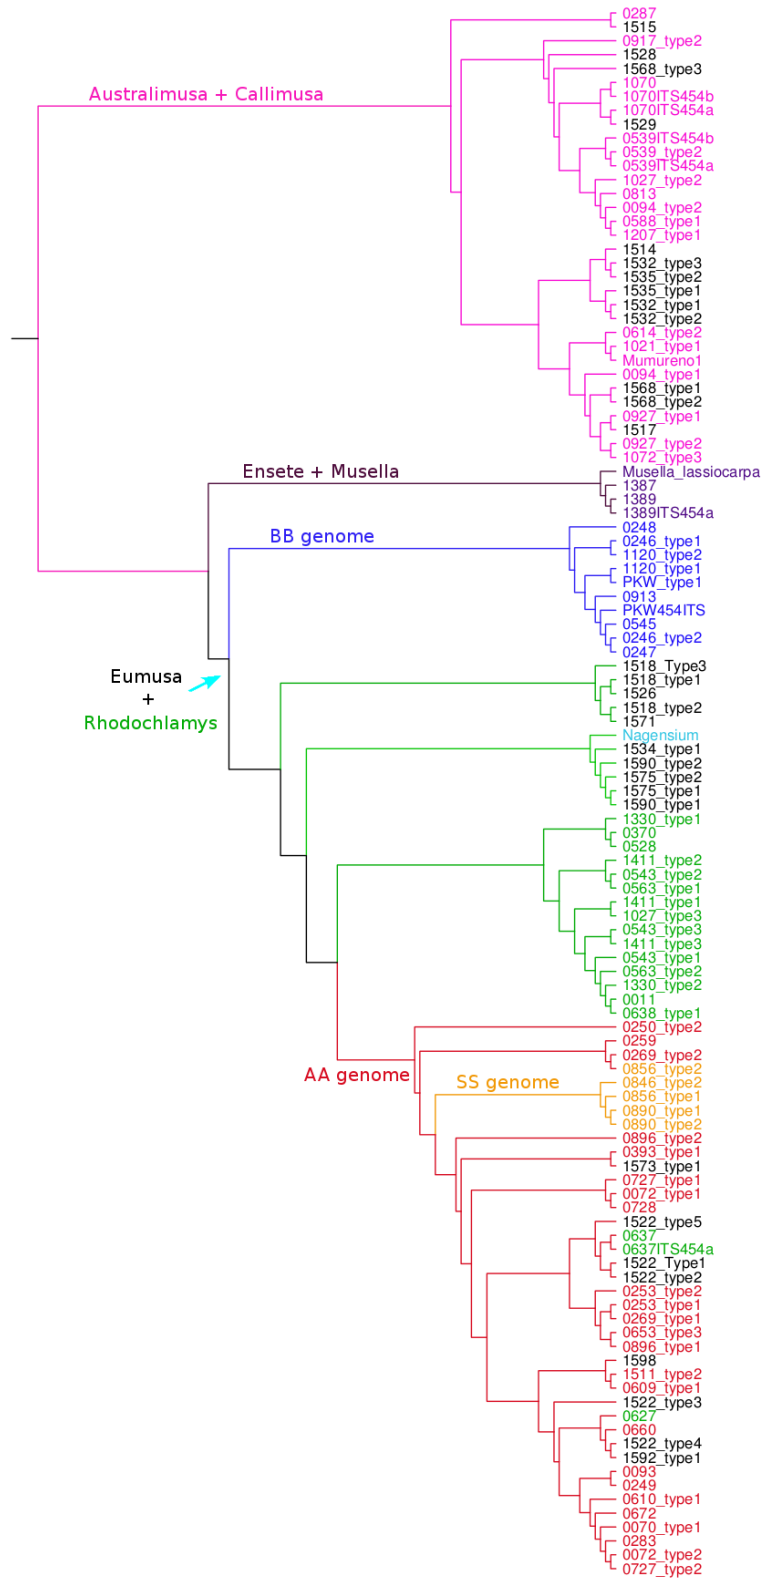 0287
1515
0917_type2
1528
1568_type3
1070
1070ITS454b
1070ITS454a
1529
0539ITS454b
0539_type2
0539ITS454a
1027_type2
0813
0094_type2
0588_type1
1207_type1
Australimusa + Callimusa
1514
1532_type3
1535_type2
1535_type1
1532_type1
1532_type2
0614_type2
1021_type1
Mumureno1
0094_type1
1568_type1
1568_type2
0927_type1
1517
0927_type2
1072_type3
Ensete + Musella
Musella_lassiocarpa
1387
1389
1389ITS454a
BB genome
0248
0246_type1
1120_type2
1120_type1
PKW_type1
0913
PKW454ITS
0545
0246_type2
0247
Eumusa
+
Rhodochlamys
1518_Type3
1518_type1
1526
1518_type2
1571
Nagensium
1534_type1
1590_type2
1575_type2
1575_type1
1590_type1
1330_type1
0370
0528
1411_type2
0543_type2
0563_type1
1411_type1
1027_type3
0543_type3
1411_type3
0543_type1
0563_type2
1330_type2
0011
0638_type1
AA genome
0250_type2
0259
0269_type2
0856_type2
SS genome
0846_type2
0856_type1
0890_type1
0890_type2
0896_type2
0393_type1
1573_type1
0727_type1
0072_type1
0728
1522_type5
0637
0637ITS454a
1522_Type1
1522_type2
0253_type2
0253_type1
0269_type1
0653_type3
0896_type1
1598
1511_type2
0609_type1
1522_type3
0627
0660
1522_type4
1592_type1
0093
0249
0610_type1
0672
0070_type1
0283
0072_type2
0727_type2